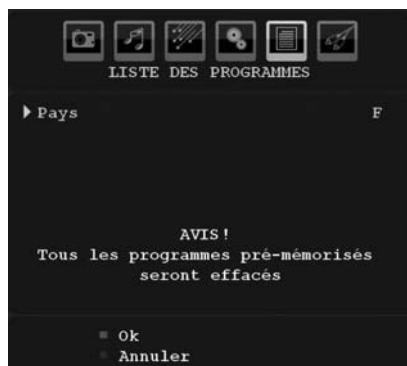 LISTE DES PROGRAMMES
Pays F
AVIS!
Tous les programmes pré-mémorisés
seront effacés
Ok
Annuler